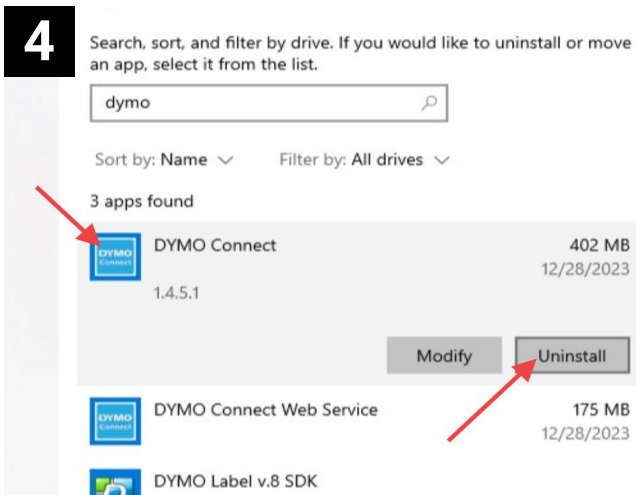 4
Search, sort, and filter by drive. If you would like to uninstall or move
an app, select it from the list.
dymo
Sort by: Name
Filter by: All drives
3 apps found
DYMO Connect
402 MB
DYMO
Connect
12/28/2023
1.4.5.1
Modify
Uninstall
DYMO Connect Web Service
175 MB
DYMO
Connect
12/28/2023
DYMO Label v.8 SDK